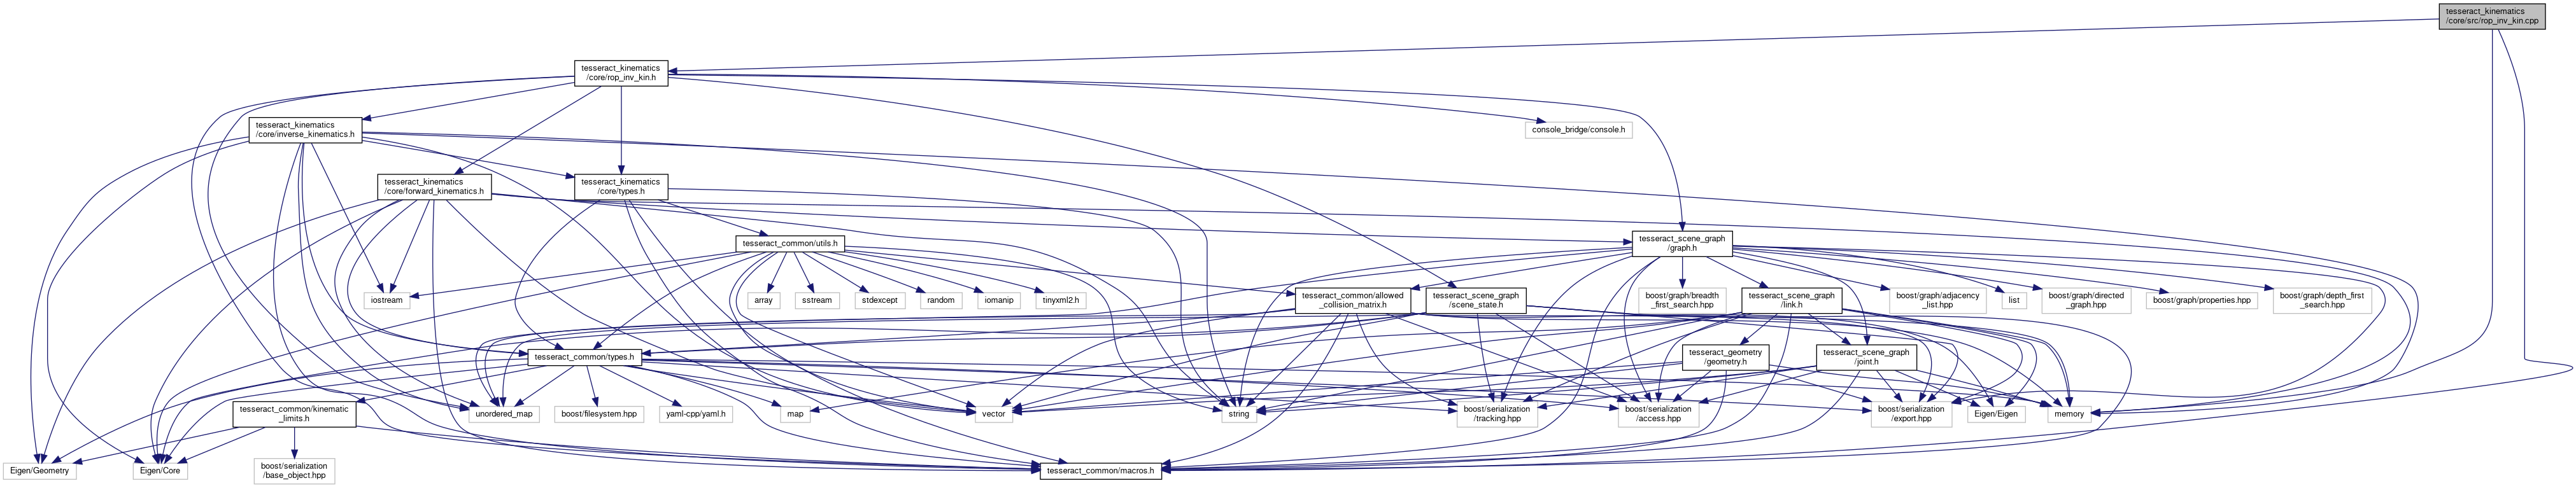 tesseract_kinematics
/core/src/rop_inv_kin.cpp
tesseract_kinematics
/core/rop_inv_kin.h
tesseract_kinematics
/core/inverse_kinematics.h
console_bridge/console.h
tesseract_kinematics
/core/forward_kinematics.h
tesseract_kinematics
/core/types.h
tesseract_common/utils.h
tesseract_scene_graph
/graph.h
iostream
array
sstream
stdexcept
random
iomanip
tinyxml2.h
tesseract_common/allowed
_collision_matrix.h
tesseract_scene_graph
/scene_state.h
boost/graph/breadth
_first_search.hpp
tesseract_scene_graph
/link.h
boost/graph/adjacency
_list.hpp
list
boost/graph/directed
_graph.hpp
boost/graph/properties.hpp
boost/graph/depth_first
_search.hpp
tesseract_common/types.h
tesseract_geometry
/geometry.h
tesseract_scene_graph
/joint.h
tesseract_common/kinematic
_limits.h
unordered_map
boost/filesystem.hpp
yaml-cpp/yaml.h
map
vector
string
boost/serialization
/tracking.hpp
boost/serialization
/access.hpp
boost/serialization
/export.hpp
Eigen/Eigen
memory
Eigen/Geometry
Eigen/Core
boost/serialization
/base_object.hpp
tesseract_common/macros.h